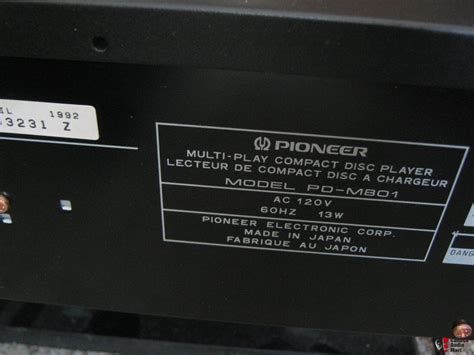 1992
3231 Z
PIONEER
MULTI-PLAY COMPACT DISC PLAYER
LECTEUR DE COMPACT DISC A CHARGEUR
MODEL PD-M801
AC 120V
60HZ 13W
PIONEER ELECTRONIC CORP.
MADE IN JAPAN
FABRIQUE AU JAPON
DANG